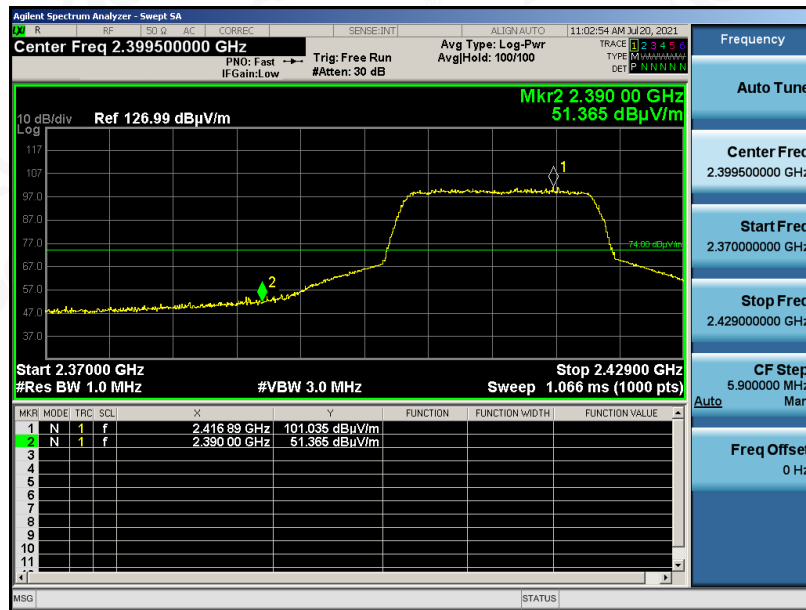 Agilent Spectrum Analyzer - Swept SA
R RF 50 Ω AC CORREC SENSE:INT ALIGN AUTO 11:02:54 AM Jul 20, 2021
Center Freq 2.399500000 GHz
PNO: Fast
IFGain:Low
Trig: Free Run
#Atten: 30 dB
Avg Type: Log-Pwr
Avg|Hold: 100/100
TRACE 1 2 3 4 5 6
TYPE M
DET P N N N N N
Mkr2 2.390 00 GHz
51.365 dBµV/m
10 dB/div Ref 126.99 dBµV/m
Log
117
107
97.0
87.0
77.0
67.0
57.0
47.0
37.0
1
2
74.00 dBµV/m
Start 2.37000 GHz Stop 2.42900 GHz
#Res BW 1.0 MHz #VBW 3.0 MHz Sweep 1.066 ms (1000 pts)
MKR MODE TRC SCL X Y FUNCTION FUNCTION WIDTH FUNCTION VALUE
1 N 1 f 2.416 89 GHz 101.035 dBµV/m
2 N 1 f 2.390 00 GHz 51.365 dBµV/m
3
4
5
6
7
8
9
10
11
MSG STATUS
Frequency
Auto Tune
Center Freq
2.399500000 GHz
Start Freq
2.370000000 GHz
Stop Freq
2.429000000 GHz
CF Step
5.900000 MHz
Auto Man
Freq Offset
0 Hz